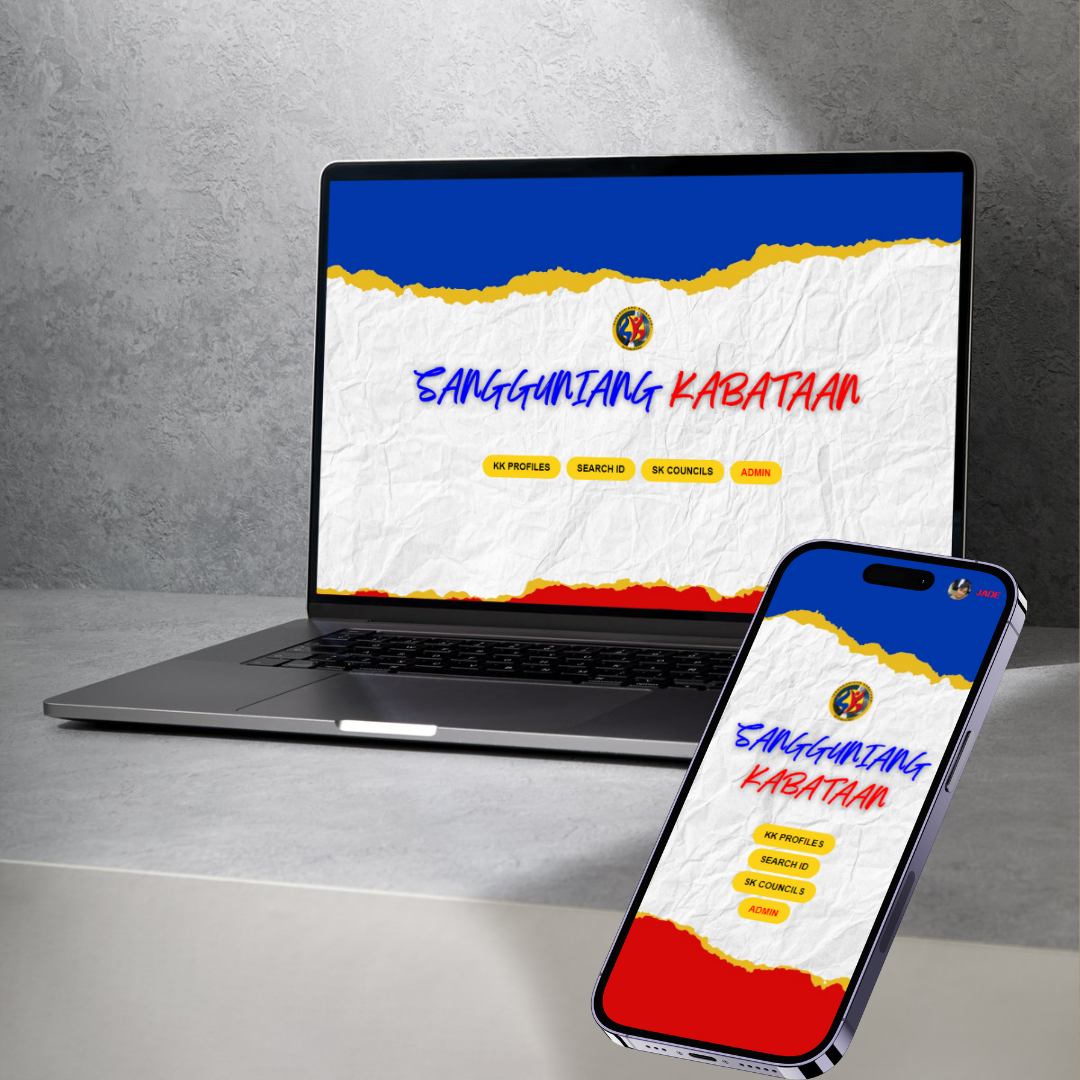 SANGGUNIANG KABATAAN
KK PROFILES
SEARCH ID
SK COUNCILS
ADMIN
JADE
SANGGUNIANG
KABATAAN
KK PROFILES
SEARCH ID
SK COUNCILS
ADMIN